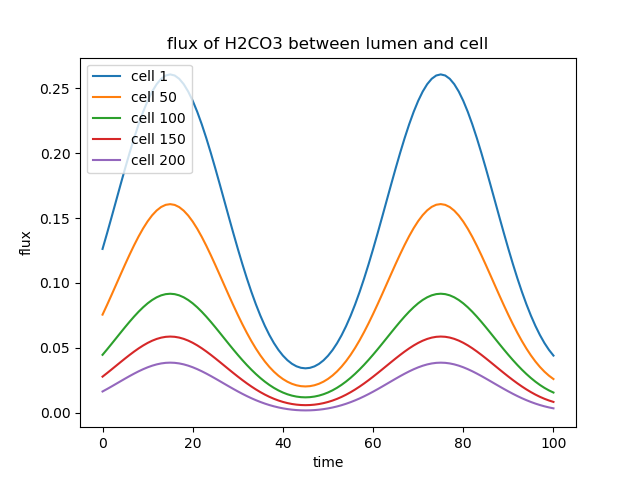 flux of H2CO3 between lumen and cell
cell 1
cell 50
cell 100
cell 150
cell 200
0.25
0.20
0.15
0.10
0.05
0.00
flux
0 20 40 60 80 100
time